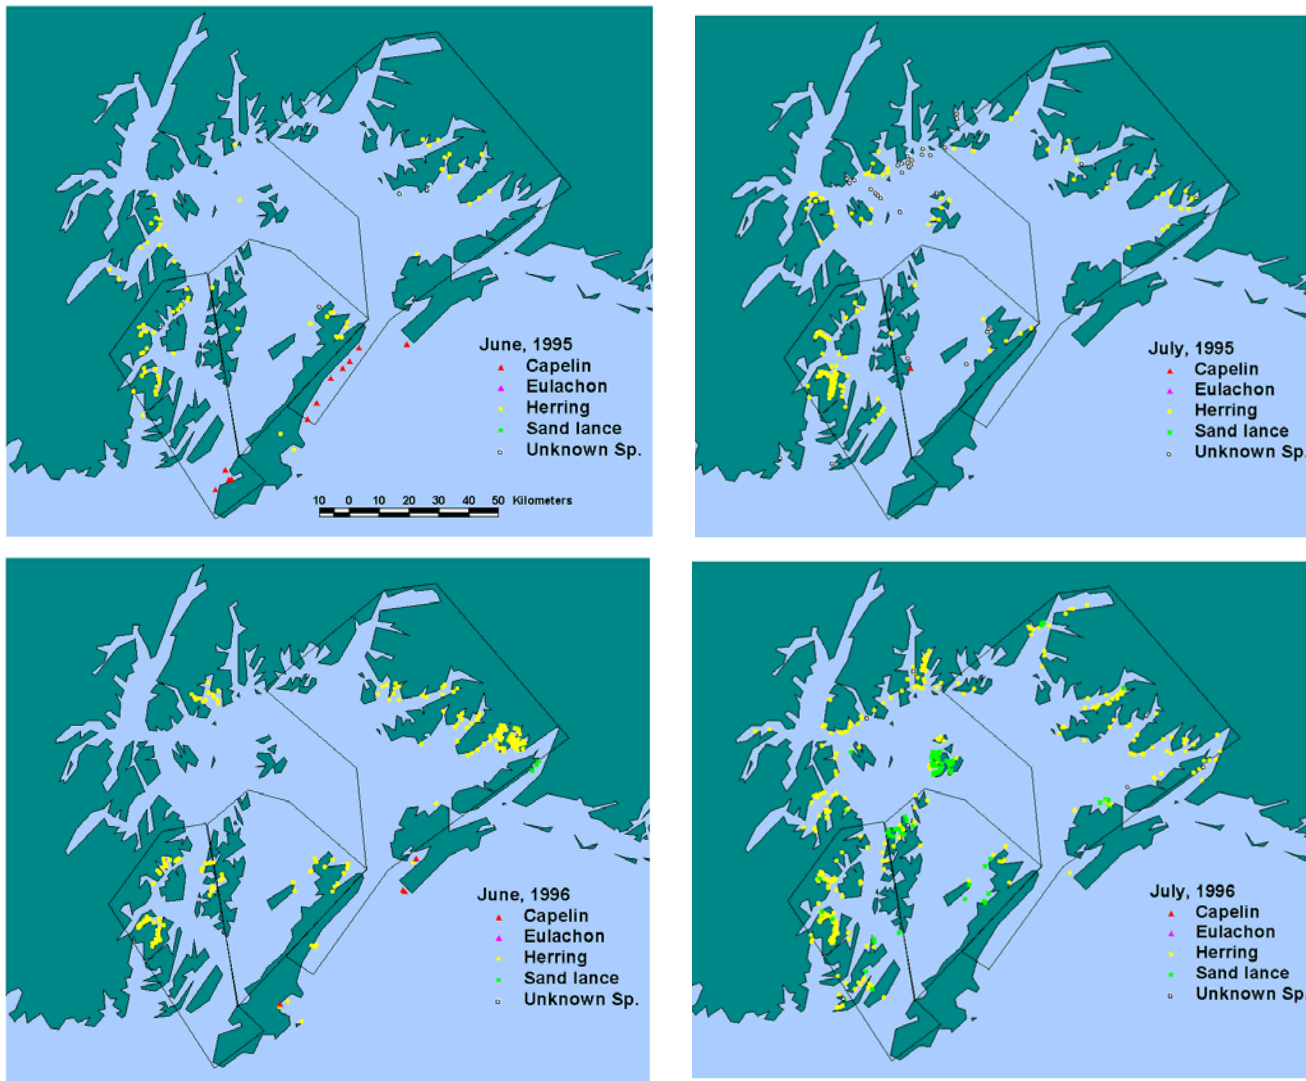 June, 1995
Capelin
Eulachon
Herring
Sand lance
Unknown Sp.
10 0 10 20 30 40 50 Kilometers
July, 1995
Capelin
Eulachon
Herring
Sand lance
Unknown Sp.
June, 1996
Capelin
Eulachon
Herring
Sand lance
Unknown Sp.
July, 1996
Capelin
Eulachon
Herring
Sand lance
Unknown Sp.